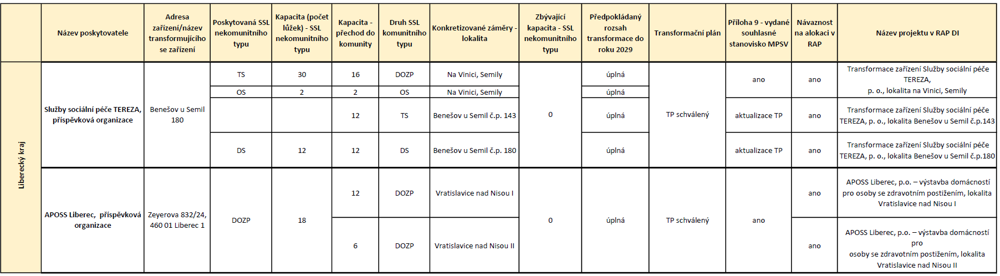 Název poskytovatele
Adresa
zařízení/název
transformujícího
se zařízení
Poskytovaná SSL
nekomunitního
typu
Kapacita (počet
lůžek) - SSL
nekomunitního
typu
Kapacita -
přechod do
komunity
Druh SSL
komunitního
typu
Konkretizované záměry -
lokalita
Zbývající
kapacita - SSL
nekomunitního
typu
Předpokládaný
rozsah
transformace do
roku 2029
Transformační plán
Příloha 9 - vydané
souhlasné
stanovisko MPSV
Návaznost
na alokaci v
RAP
Název projektu v RAP DI
Liberecký kraj
Služby sociální péče TEREZA,
příspěvková organizace
Benešov u Semil
180
TS
30
16
DOZP
Na Vinici, Semily
0
úplná
TP schválený
ano
ano
Transformace zařízení Služby sociální péče
TEREZA,
p. o., lokalita na Vinici, Semily
OS
2
2
OS
Na Vinici, Semily
úplná
12
TS
Benešov u Semil č.p. 143
úplná
aktualizace TP
ano
Transformace zařízení Služby sociální péče
TEREZA, p. o., lokalita Benešov u Semil č.p.143
DS
12
12
DS
Benešov u Semil č.p. 180
úplná
aktualizace TP
ano
Transformace zařízení Služby sociální péče
TEREZA, p. o., lokalita Benešov u Semil č.p.180
APOSS Liberec, příspěvková
organizace
Zeyerova 832/24,
460 01 Liberec 1
DOZP
18
12
DOZP
Vratislavice nad Nisou I
0
úplná
TP schválený
ano
ano
APOSS Liberec, p.o. – výstavba domácností
pro osoby se zdravotním postižením, lokalita
Vratislavice nad Nisou I
6
DOZP
Vratislavice nad Nisou II
ano
APOSS Liberec, p.o. – výstavba domácností
pro
osoby se zdravotním postižením, lokalita
Vratislavice nad Nisou II